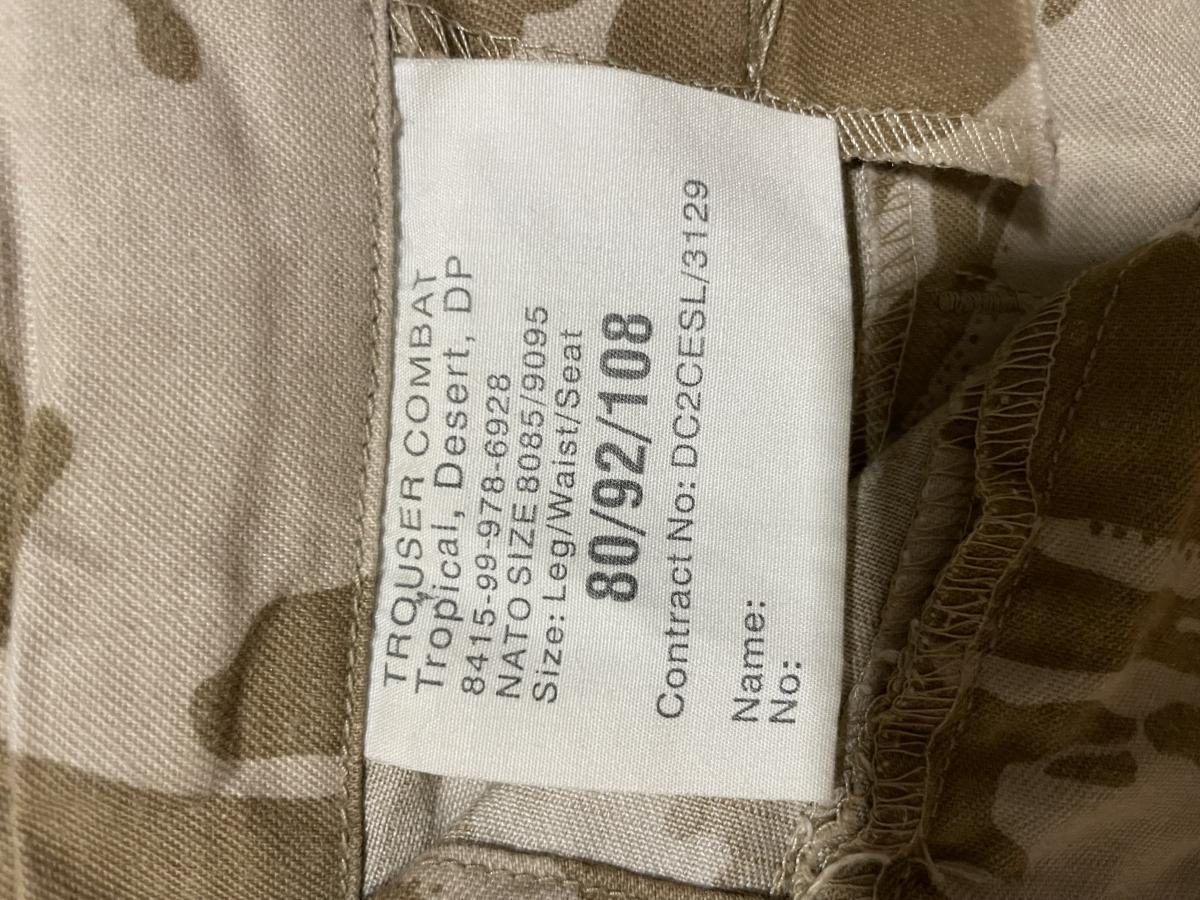 TROUSER COMBAT
Tropical, Desert, DP
8415-99-978-6928
NATO SIZE 8085/9095
Size: Leg/Waist/Seat
80/92/108
Contract No: DC2CESL/3129
Name:
No: